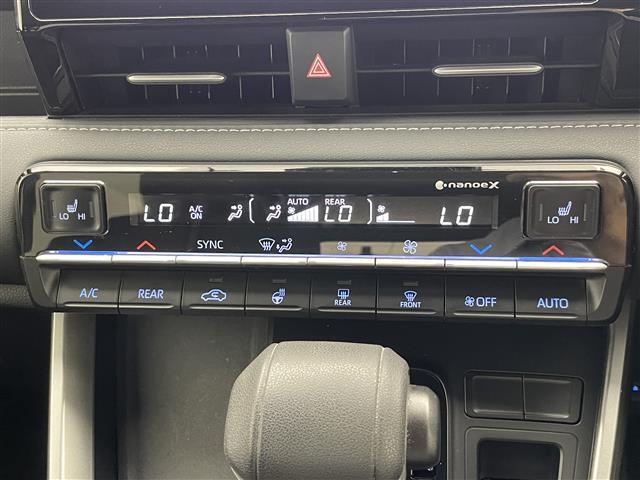 nanoeX
LO HI
LO A/C ON AUTO LO REAR LO
LO HI
SYNC
A/C REAR REAR FRONT OFF AUTO